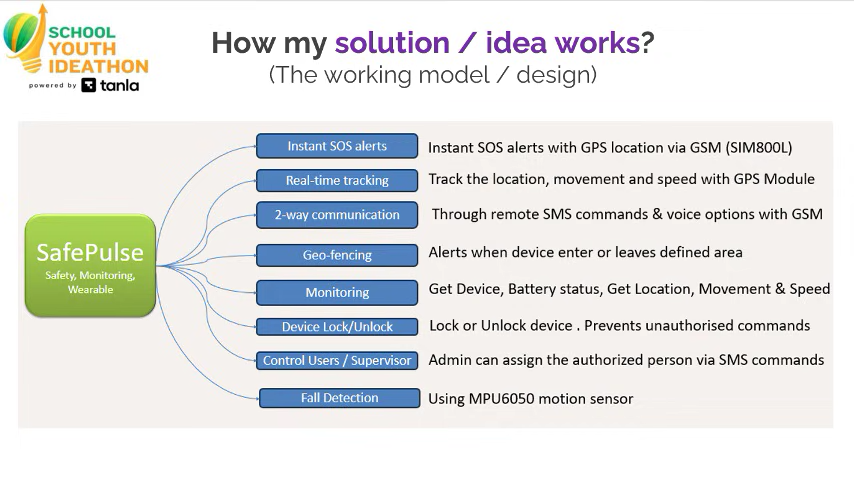 SCHOOL
YOUTH
IDEATHON
powered by tanla
How my solution / idea works?
(The working model / design)
SafePulse
Safety, Monitoring,
Wearable
Instant SOS alerts Instant SOS alerts with GPS location via GSM (SIM800L)
Real-time tracking Track the location, movement and speed with GPS Module
2-way communication Through remote SMS commands & voice options with GSM
Geo-fencing Alerts when device enter or leaves defined area
Monitoring Get Device, Battery status, Get Location, Movement & Speed
Device Lock/Unlock Lock or Unlock device . Prevents unauthorised commands
Control Users / Supervisor Admin can assign the authorized person via SMS commands
Fall Detection Using MPU6050 motion sensor